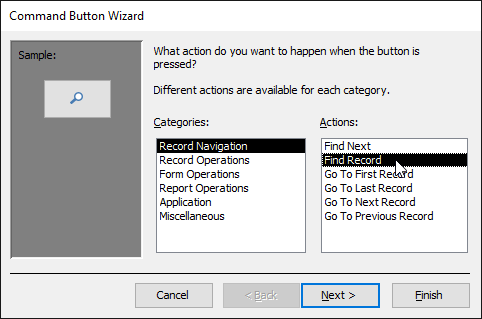 Command Button Wizard
Sample:
What action do you want to happen when the button is
pressed?
Different actions are available for each category.
Categories:
Actions:
Record Navigation
Record Operations
Form Operations
Report Operations
Application
Miscellaneous
Find Next
Find Record
Go To First Record
Go To Last Record
Go To Next Record
Go To Previous Record
Cancel
< Back
Next >
Finish